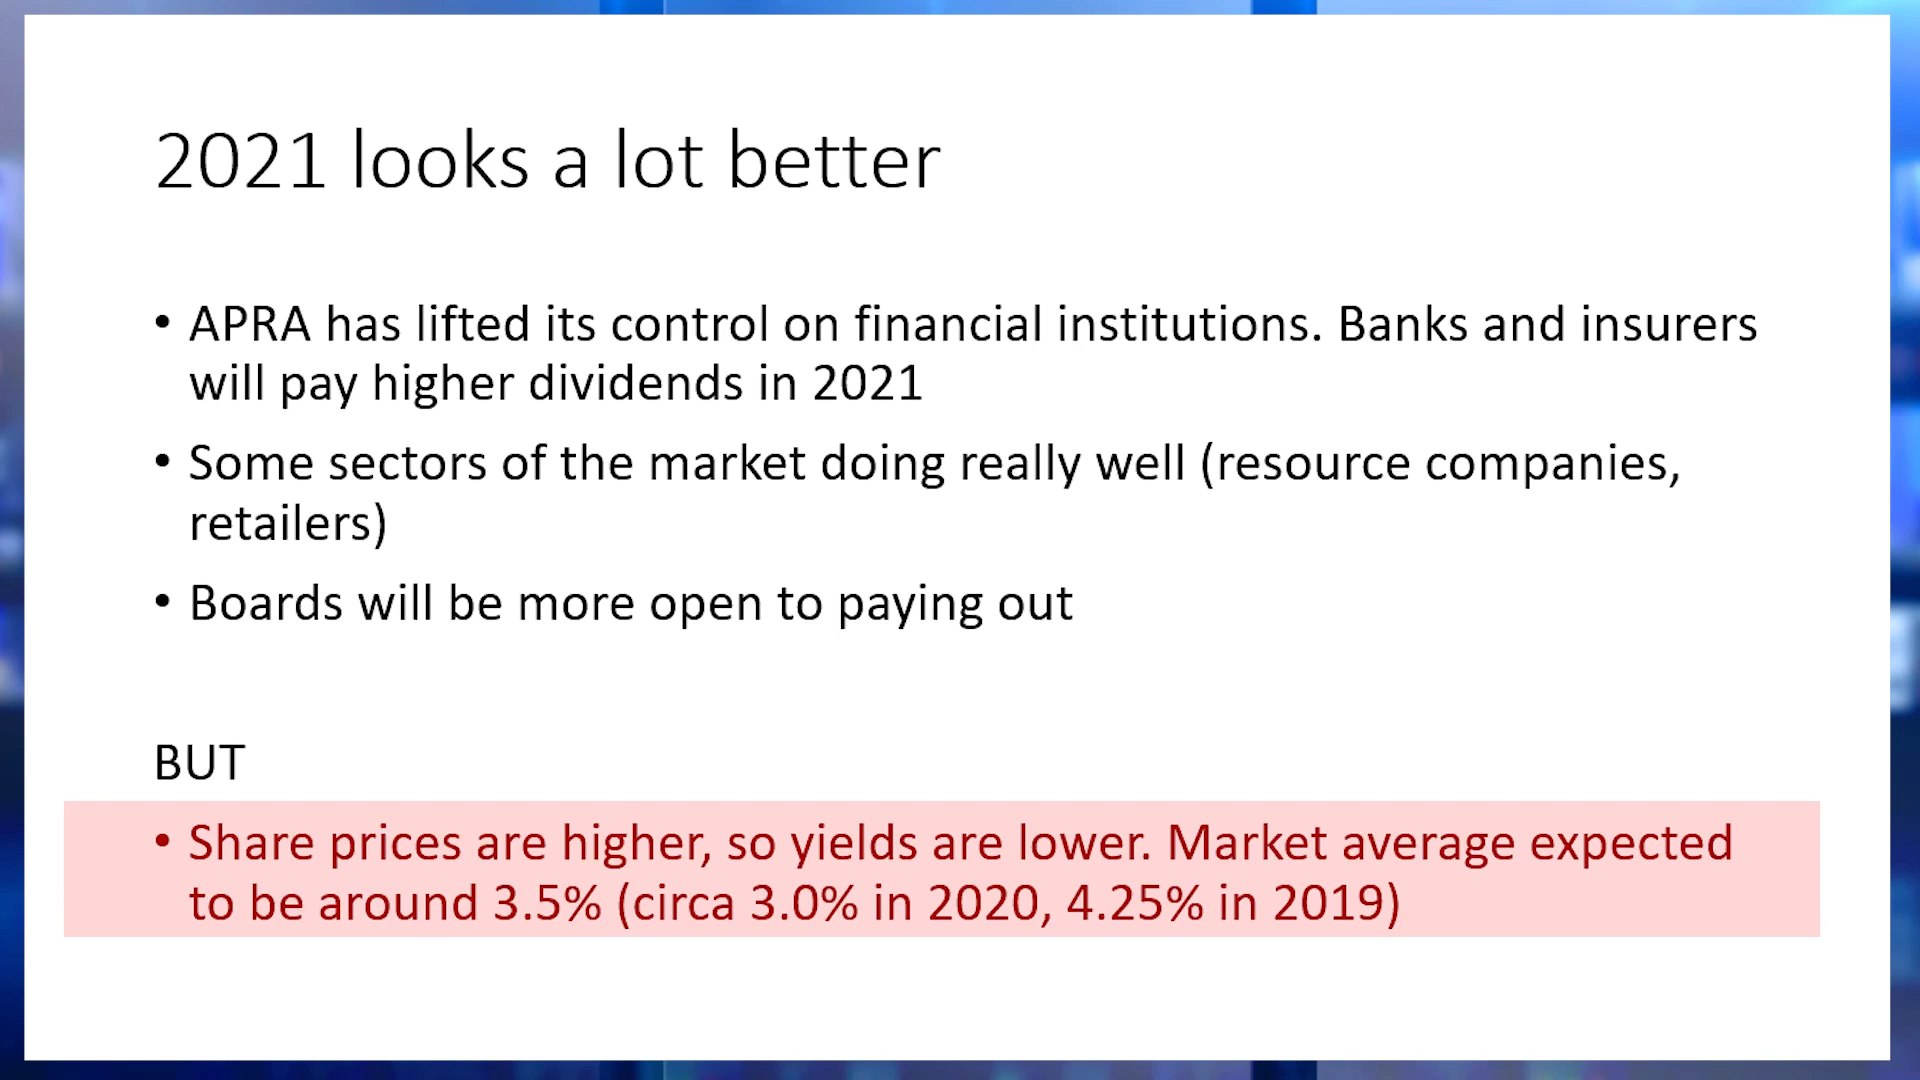 2021 looks a lot better
• APRA has lifted its control on financial institutions. Banks and insurers
will pay higher dividends in 2021
• Some sectors of the market doing really well (resource companies,
retailers)
• Boards will be more open to paying out
BUT
• Share prices are higher, so yields are lower. Market average expected
to be around 3.5% (circa 3.0% in 2020, 4.25% in 2019)